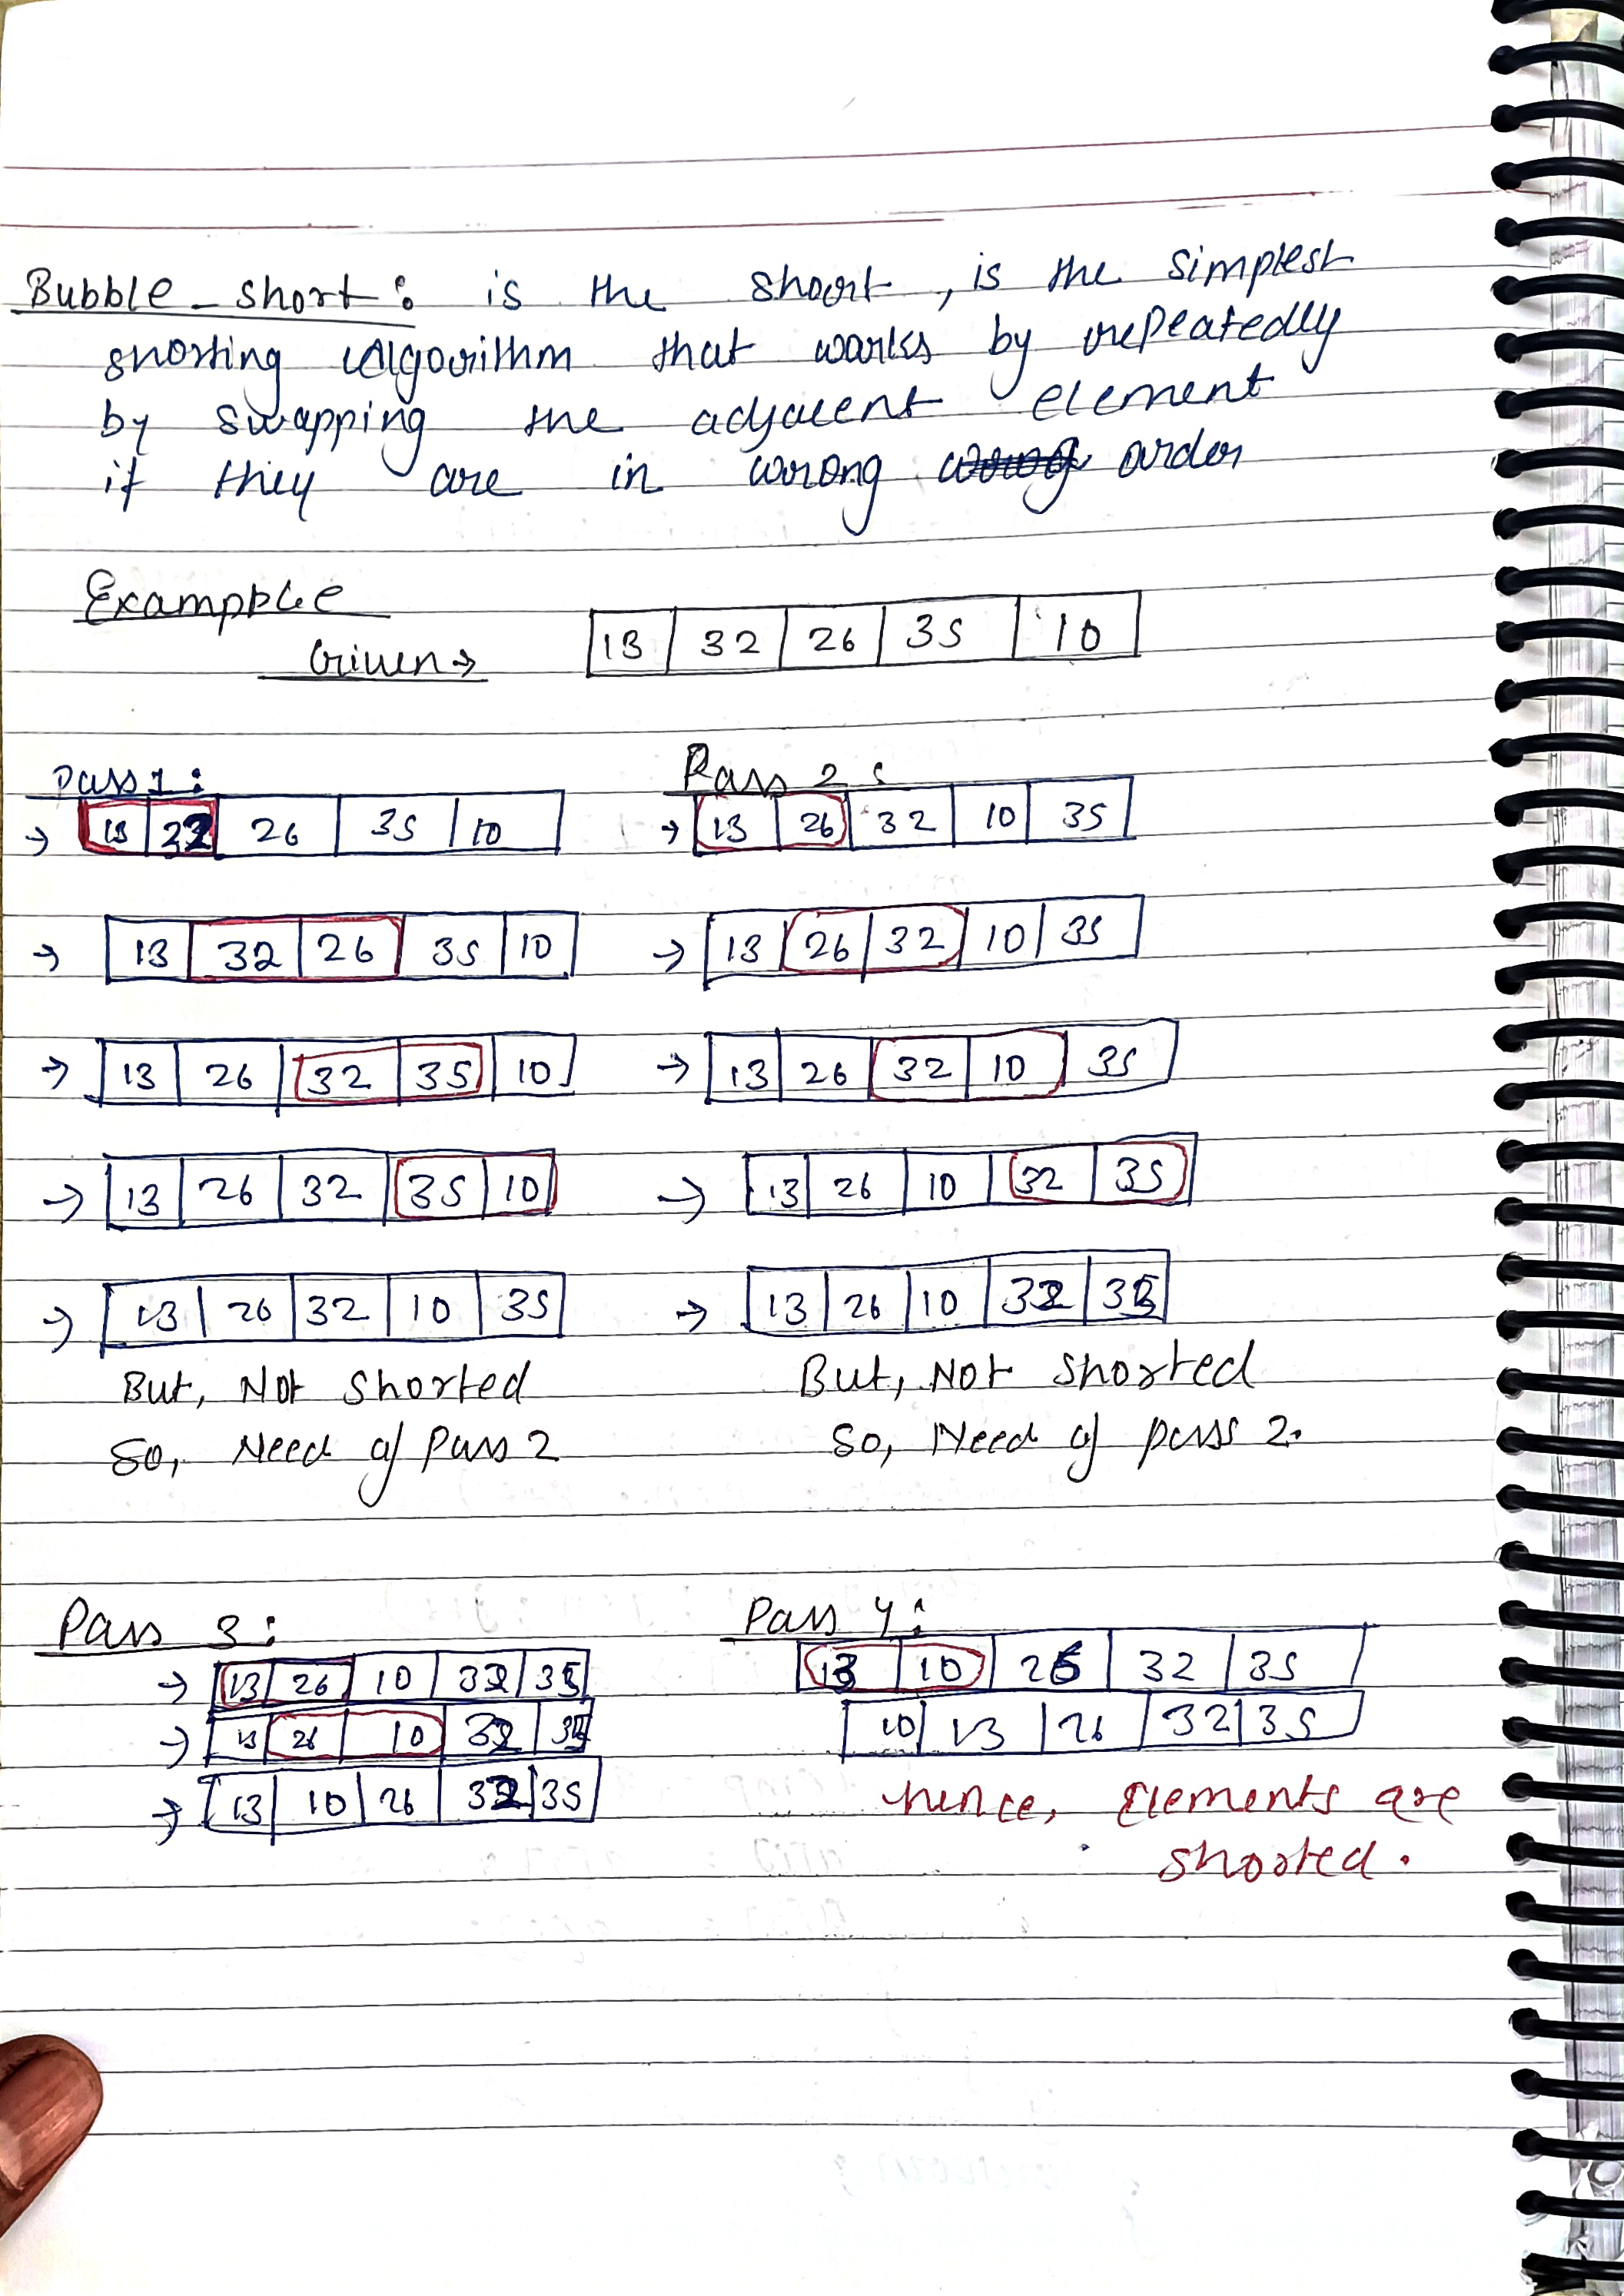 Bubble - short : is the short, is the simplest
shorting Algorithm that works by repeatedly
by swapping the adjacent element
if they are in wrong order
Exampple
Given →
13 32 26 35 10
Pass 1 :
→ 13 32 26 35 10
→ 13 32 26 35 10
→ 13 26 32 35 10
→ 13 26 32 35 10
→ 13 26 32 10 35
But, Not shorted
So, Need of Pass 2
Pass 2 :
→ 13 26 32 10 35
→ 13 26 32 10 35
→ 13 26 32 10 35
→ 13 26 10 32 35
→ 13 26 10 32 35
But, Not shorted
So, Need of pass 2.
Pass 3 :
→ 13 26 10 32 35
→ 13 26 10 32 35
→ 13 10 26 32 35
Pass 4 :
13 10 26 32 35
10 13 26 32 35
hence, Elements are
shorted.